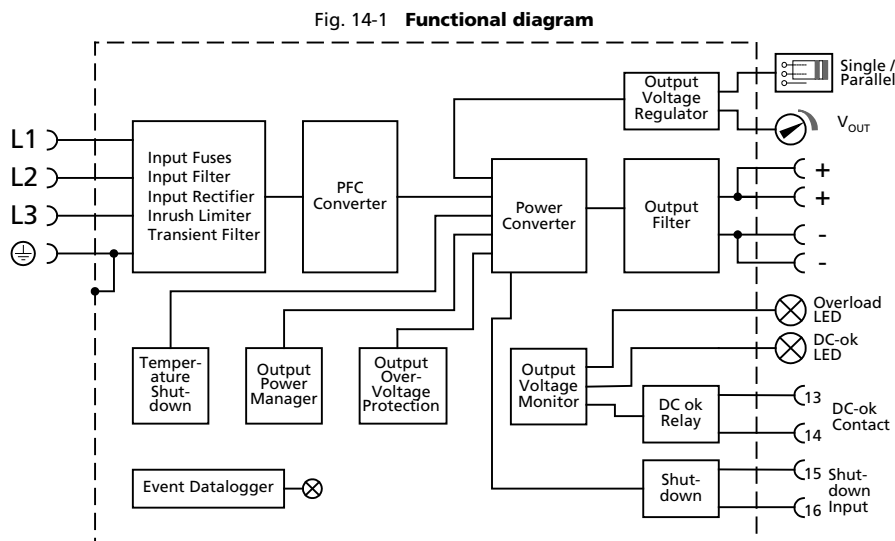 Fig. 14-1 Functional diagram
Output
Voltage
Regulator
Single /
Parallel
VOUT
L1
L2
L3
Input Fuses
Input Filter
Input Rectifier
Inrush Limiter
Transient Filter
PFC
Converter
Power
Converter
Output
Filter
+
+
-
-
Temper-
ature
Shut-
down
Output
Power
Manager
Output
Over-
Voltage
Protection
Output
Voltage
Monitor
Overload
LED
DC-ok
LED
DC ok
Relay
13
14
DC-ok
Contact
Event Datalogger
Shut-
down
15
16
Shut-
down
Input